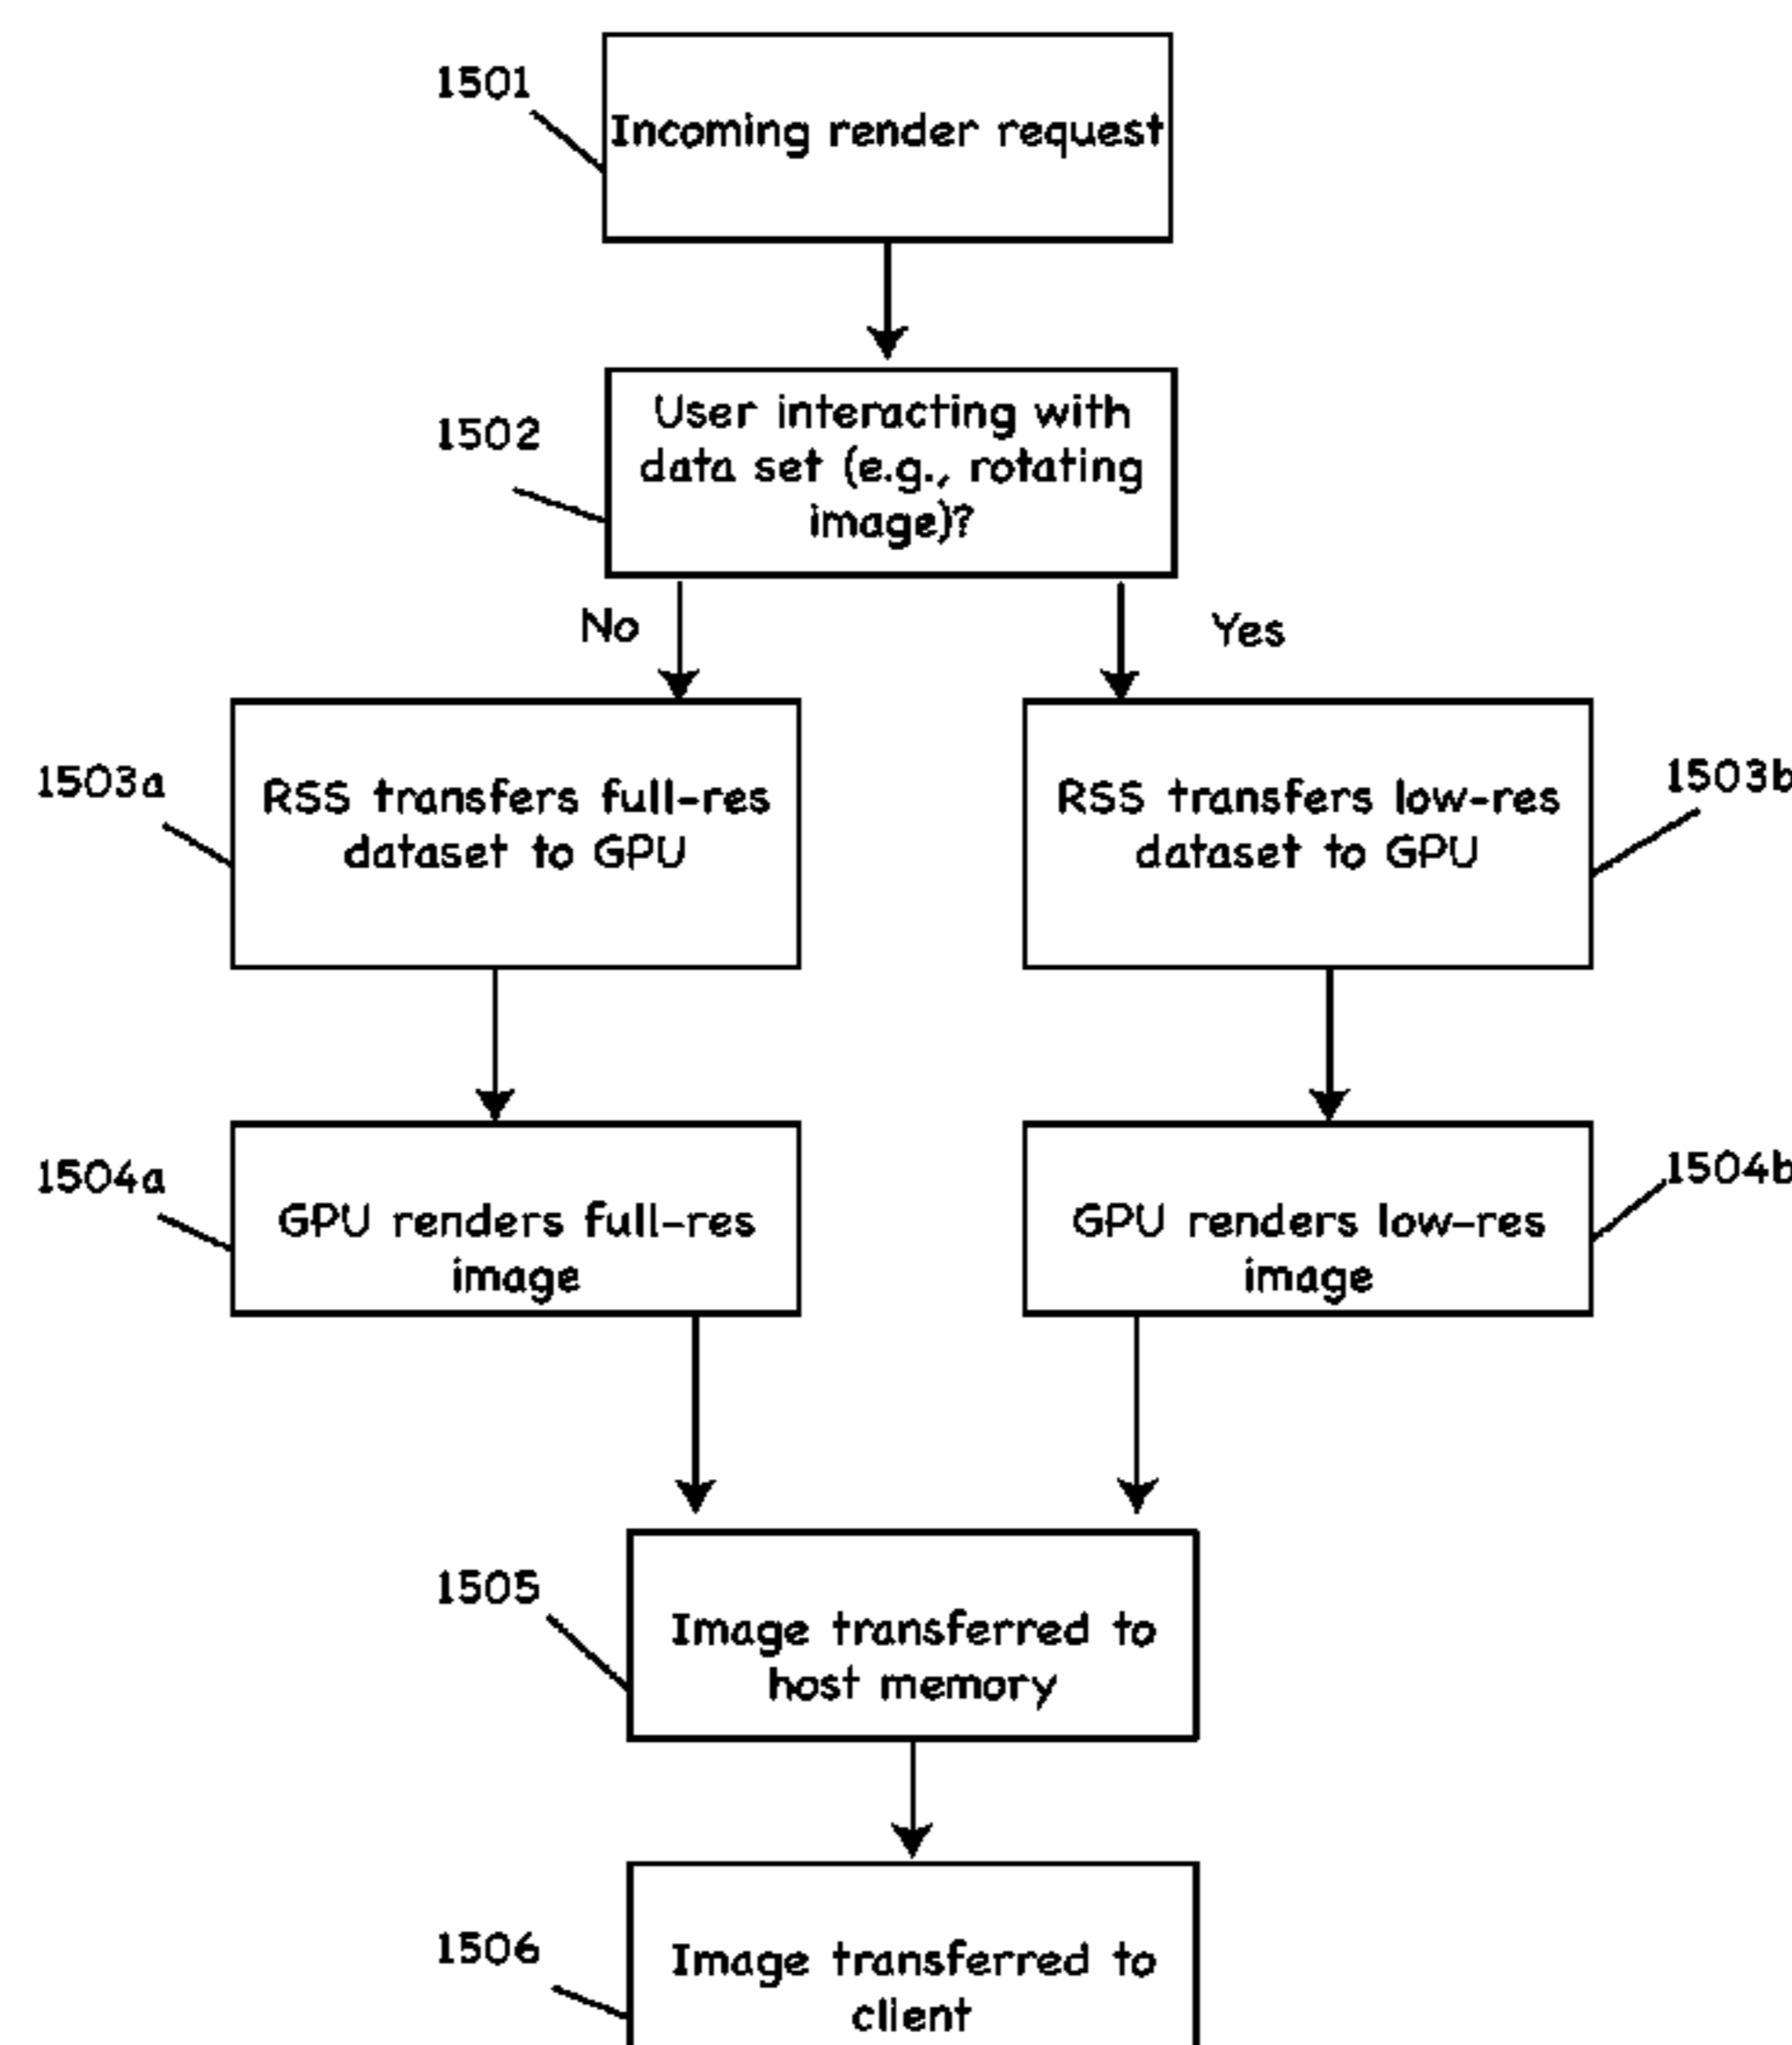 1501
Incoming render request
1502
User interacting with
data set (e.g., rotating
image)?
No
Yes
1503a
RSS transfers full-res
dataset to GPU
RSS transfers low-res
dataset to GPU
1503b
1504a
GPU renders full-res
image
GPU renders low-res
image
1504b
1505
Image transferred to
host memory
1506
Image transferred to
client